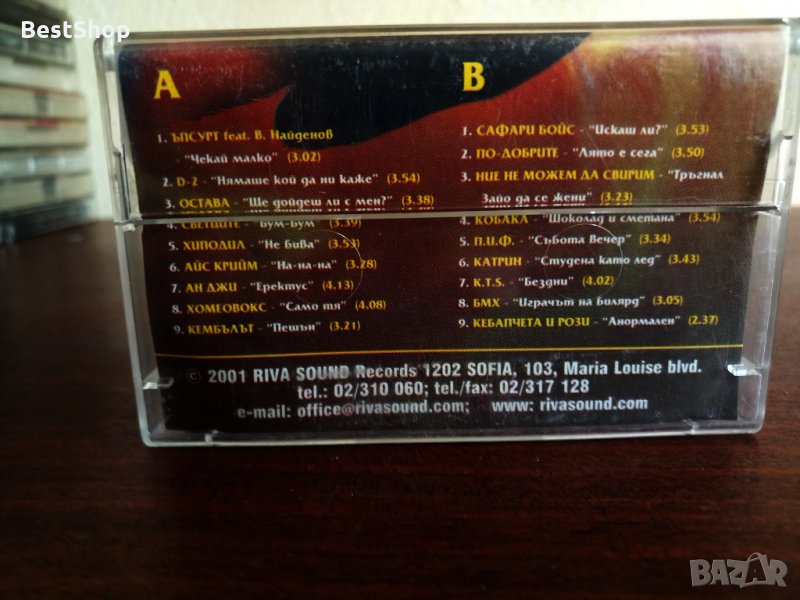 BestShop
A
1. ЪПСУРТ feat. В. Найденов
- "Чекай малко" (3.02)
2. D-2 - "Нямаше кой да ни каже" (3.54)
3. ОСТАВА - "Ще дойдеш ли с мен?" (3.38)
4. СВЕТЦИТЕ - "Бум-Бум" (3.39)
5. ХИПОДИЛ - "Не бива" (3.53)
6. АЙС КРИЙМ - "На-на-на" (3.28)
7. АН ДЖИ - "Еректус" (4.13)
8. ХОМЕОВОКС - "Само тя" (4.08)
9. КЕМБЪЛЪТ - "Пешън" (3.21)
B
1. САФАРИ БОЙС - "Искаш ли?" (3.53)
2. ПО-ДОБРИТЕ - "Лято е сега" (3.50)
3. НИЕ НЕ МОЖЕМ ДА СВИРИМ - "Тръгнал
Зайо да се жени" (3.23)
4. КОБАКА - "Шоколад и сметана" (3.54)
5. П.И.Ф. - "Събота Вечер" (3.34)
6. КАТРИН - "Студена като лед" (3.43)
7. K.T.S. - "Бездни" (4.02)
8. БМХ - "Играчът на билярд" (3.05)
9. КЕБАПЧЕТА И РОЗИ - "Анормален" (2.37)
© 2001 RIVA SOUND Records 1202 SOFIA, 103, Maria Louise blvd.
tel.: 02/310 060; tel./fax: 02/317 128
e-mail: office@rivasound.com; www: rivasound.com
BAZAR